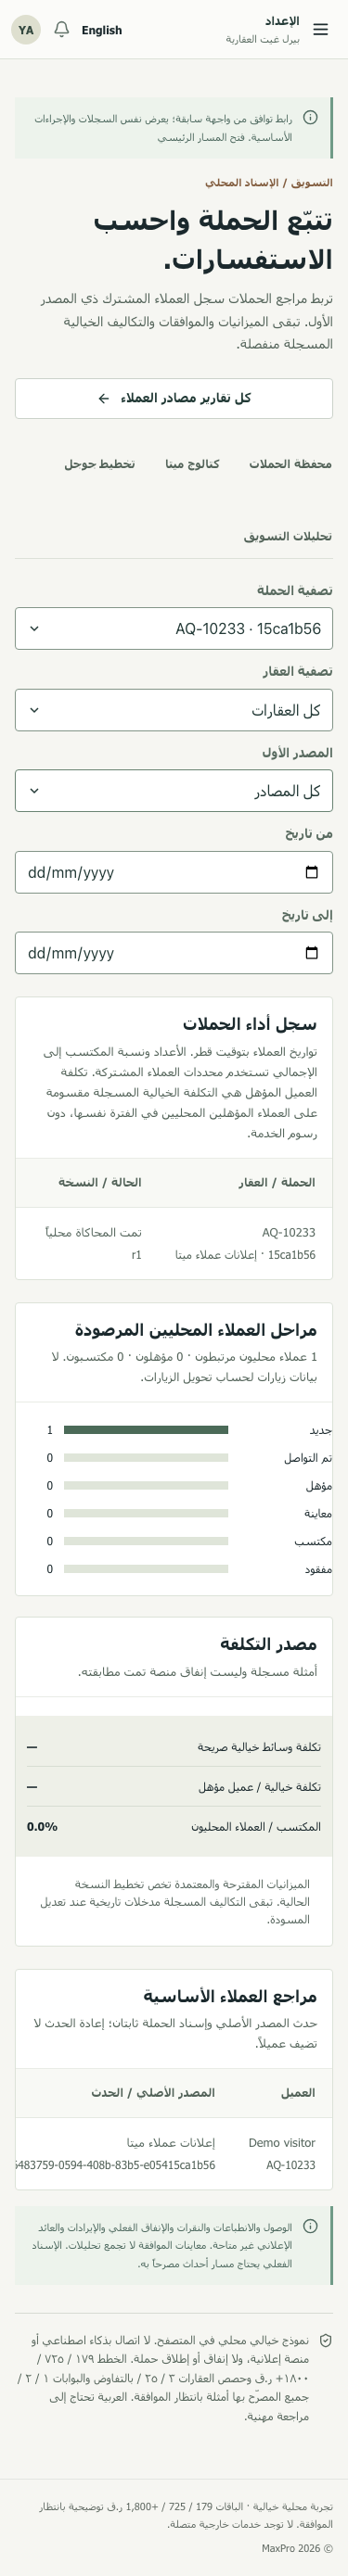 الإعداد
بيرل غيت العقارية
English
YA
رابط توافق من واجهة سابقة؛ يعرض نفس السجلات والإجراءات
الأساسية. فتح المسار الرئيسي
التسويق / الإسناد المحلي
تتبّع الحملة واحسب
الاستفسارات.
تربط مراجع الحملات سجل العملاء المشترك ذي المصدر
الأول. تبقى الميزانيات والموافقات والتكاليف الخيالية
المسجلة منفصلة.
كل تقارير مصادر العملاء ←
محفظة الحملات
كتالوج ميتا
تخطيط جوجل
تحليلات التسويق
تصفية الحملة
AQ-10233 · 15ca1b56
تصفية العقار
كل العقارات
المصدر الأول
كل المصادر
من تاريخ
dd/mm/yyyy
إلى تاريخ
dd/mm/yyyy
سجل أداء الحملات
تواريخ العملاء بتوقيت قطر. الأعداد ونسبة المكتسب إلى
الإجمالي تستخدم محددات العملاء المشتركة. تكلفة
العميل المؤهل هي التكلفة الخيالية المسجلة مقسومة
على العملاء المؤهلين المحليين في الفترة نفسها، دون
رسوم الخدمة.
الحملة / العقار
الحالة / النسخة
AQ-10233
تمت المحاكاة محلياً
15ca1b56 · إعلانات عملاء ميتا
r1
مراحل العملاء المحليين المرصودة
1 عملاء محليون مرتبطون · 0 مؤهلون · 0 مكتسبون. لا
بيانات زيارات لحساب تحويل الزيارات.
جديد 1
تم التواصل 0
مؤهل 0
معاينة 0
مكتسب 0
مفقود 0
مصدر التكلفة
أمثلة مسجلة وليست إنفاق منصة تمت مطابقته.
تكلفة وسائط خيالية صريحة —
تكلفة خيالية / عميل مؤهل —
المكتسب / العملاء المحليون 0.0%
الميزانيات المقترحة والمعتمدة تخص تخطيط النسخة
الحالية. تبقى التكاليف المسجلة مدخلات تاريخية عند تعديل
المسودة.
مراجع العملاء الأساسية
حدث المصدر الأصلي وإسناد الحملة ثابتان؛ إعادة الحدث لا
تضيف عميلاً.
العميل
المصدر الأصلي / الحدث
Demo visitor
إعلانات عملاء ميتا
AQ-10233
483759-0594-408b-83b5-e05415ca1b56
الوصول والانطباعات والنقرات والإنفاق الفعلي والإيرادات والعائد
الإعلاني غير متاحة. معاينات الموافقة لا تجمع تحليلات. الإسناد
الفعلي يحتاج مسار أحداث مصرحاً به.
نموذج خيالي محلي في المتصفح. لا اتصال بذكاء اصطناعي أو
منصة إعلانية، ولا إنفاق أو إطلاق حملة. الخطط ١٧٩ / ٧٢٥ /
١٨٠٠+ ر.ق وحصص العقارات ٣ / ٢٥ / بالتفاوض والبوابات ١ / ٢ /
جميع المصرّح بها أمثلة بانتظار الموافقة. العربية تحتاج إلى
مراجعة مهنية.
تجربة محلية خيالية · الباقات 179 / 725 / 1,800+ ر.ق توضيحية بانتظار
الموافقة. لا توجد خدمات خارجية متصلة.
© 2026 MaxPro